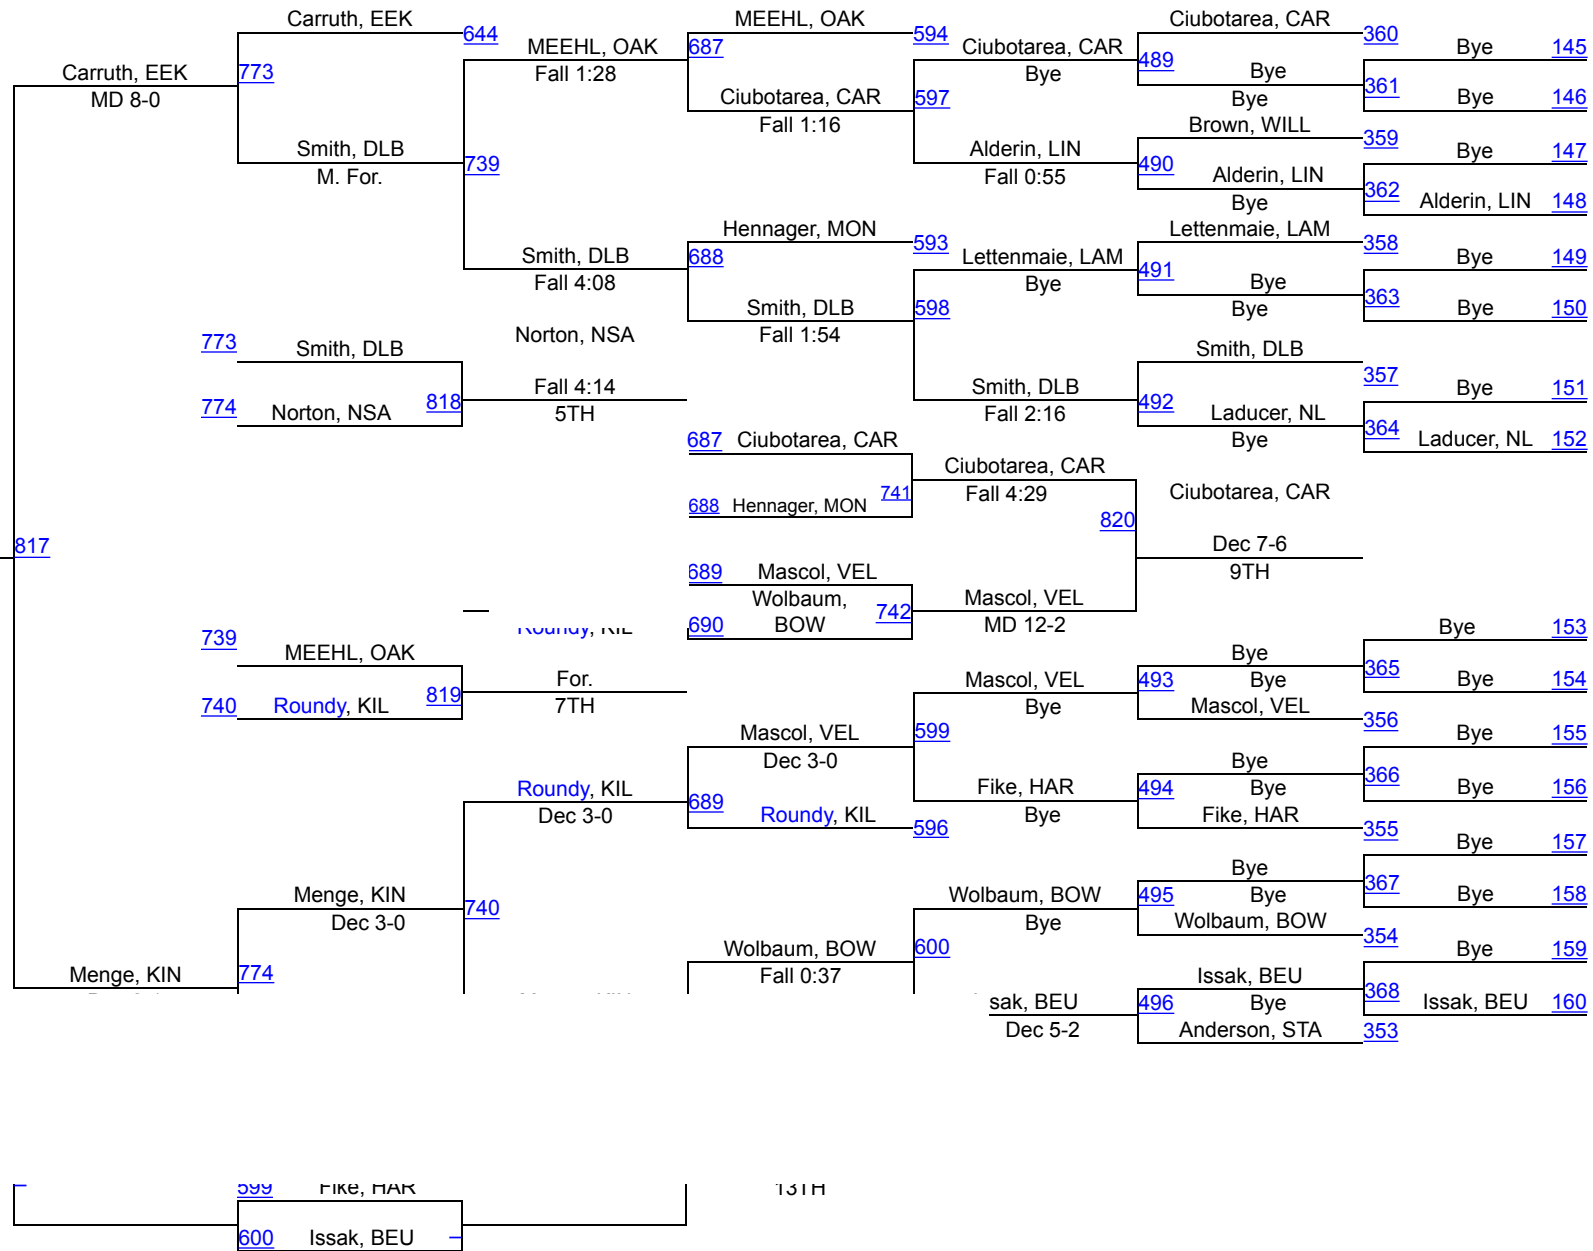 Carruth, EEK
MEEHL, OAK
Ciubotarea, CAR
644
594
360
MEEHL, OAK
687
Ciubotarea, CAR
Bye
145
Carruth, EEK
773
Fall 1:28
Bye
489
Bye
MD 8-0
Ciubotarea, CAR
597
Bye
361
Bye
146
Fall 1:16
Brown, WILL
Smith, DLB
Alderin, LIN
359
Bye
147
M. For.
739
Fall 0:55
490
Alderin, LIN
Bye
362
Alderin, LIN
148
Hennager, MON
Lettenmaie, LAM
593
358
Smith, DLB
688
Lettenmaie, LAM
Bye
149
Fall 4:08
Bye
491
Bye
Smith, DLB
598
Bye
363
Bye
150
Norton, NSA
Fall 1:54
773
Smith, DLB
Smith, DLB
Fall 4:14
Smith, DLB
357
Bye
151
774
Norton, NSA
818
5TH
Fall 2:16
492
Laducer, NL
687
Ciubotarea, CAR
Bye
364
Laducer, NL
152
Ciubotarea, CAR
688
Hennager, MON
741
Fall 4:29
Ciubotarea, CAR
820
817
Dec 7-6
689
Mascol, VEL
9TH
Wolbaum,
BOW
742
Mascol, VEL
Roundy, KIL
690
MD 12-2
739
MEEHL, OAK
Bye
153
For.
Bye
365
740
Roundy, KIL
819
7TH
Mascol, VEL
493
Bye
Bye
154
Bye
Mascol, VEL
356
Mascol, VEL
599
Bye
155
Dec 3-0
Bye
366
Roundy, KIL
Fike, HAR
494
Bye
Bye
156
Dec 3-0
689
Roundy, KIL
596
Bye
Fike, HAR
355
Bye
157
Bye
367
Menge, KIN
740
Wolbaum, BOW
495
Bye
Bye
158
Dec 3-0
Bye
Wolbaum, BOW
354
Wolbaum, BOW
600
Bye
159
Menge, KIN
774
Fall 0:37
Issak, BEU
368
sak, BEU
496
Bye
Issak, BEU
160
Dec 5-2
Anderson, STA
353
599
Fike, HAR
13TH
600
Issak, BEU